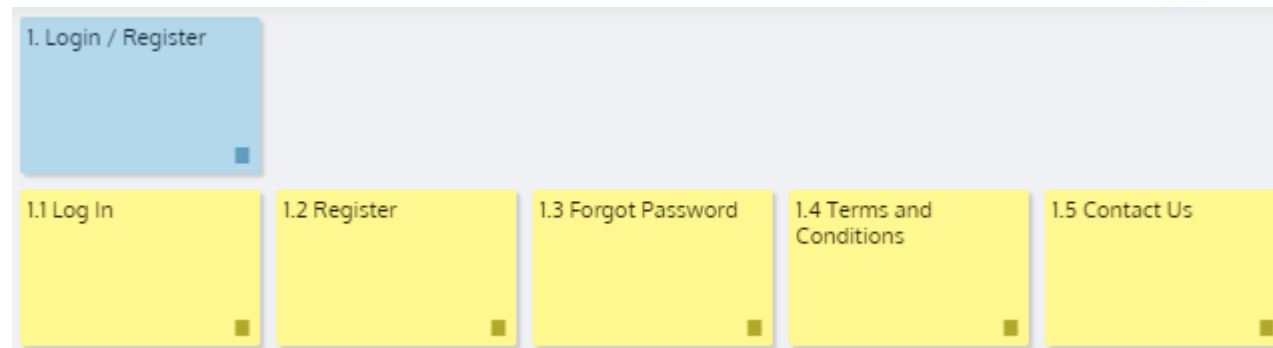 1. Login / Register
1.1 Log In
1.2 Register
1.3 Forgot Password
1.4 Terms and
Conditions
1.5 Contact Us